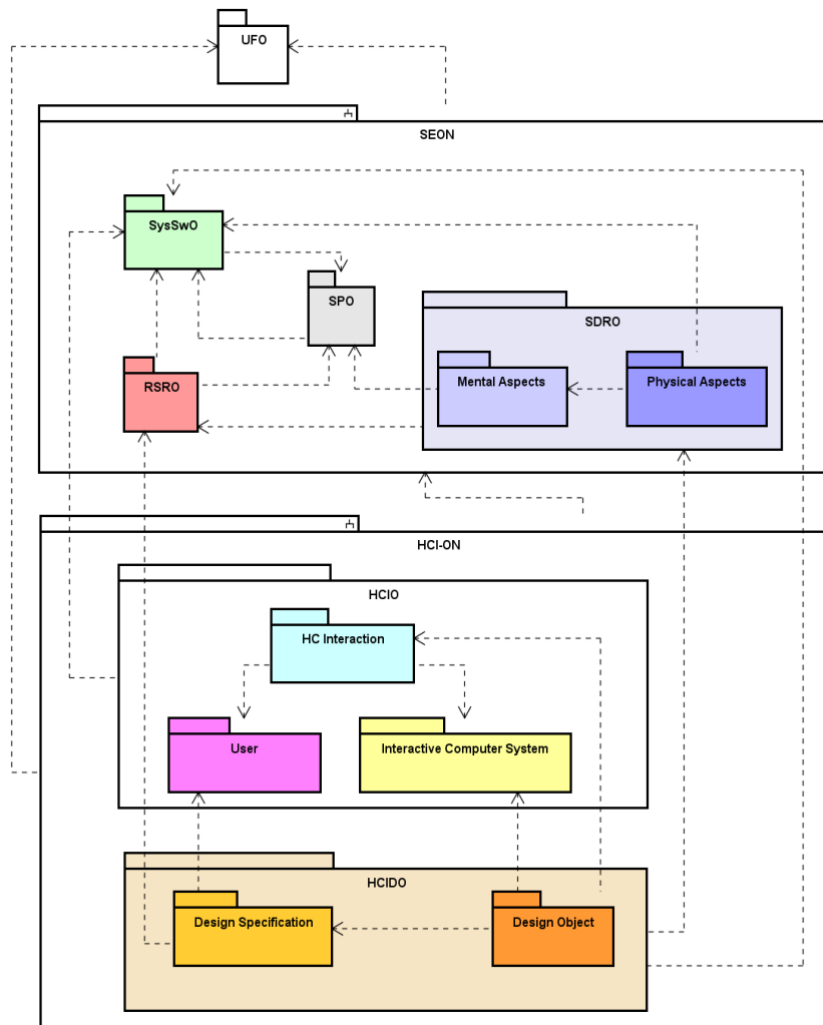 UFO
SEON
SysSwO
SPO
SDRO
Mental Aspects
Physical Aspects
RSRO
HCI-ON
HCIO
HC Interaction
User
Interactive Computer System
HCIDO
Design Specification
Design Object